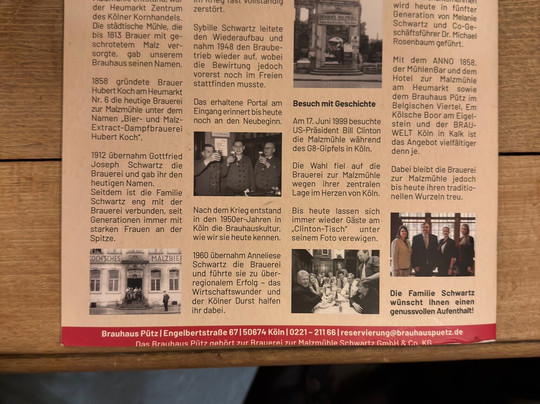 der Heumarkt Zentrum
des Kölner Kornhandels.
Die städtische Mühle, die
bis 1813 Brauer mit ge-
schrotetem Malz ver-
sorgte, gab unserem
Brauhaus seinen Namen.
1858 gründete Brauer
Hubert Koch am Heumarkt
Nr. 6 die heutige Brauerei
zur Malzmühle unter dem
Namen „Bier- und Malz-
Extract-Dampfbrauerei
Hubert Koch“.
1912 übernahm Gottfried
Joseph Schwartz die
Brauerei und gab ihr den
heutigen Namen.
Seitdem ist die Familie
Schwartz eng mit der
Brauerei verbunden, seit
Generationen immer mit
starken Frauen an der
Spitze.
KOCH'SCHES MALZBIER
im Krieg fast vollständig
zerstört.
Sybille Schwartz leitete
den Wiederaufbau und
nahm 1948 den Braube-
trieb wieder auf, wobei
die Bewirtung jedoch
vorerst noch im Freien
stattfinden musste.
Das erhaltene Portal am
Eingang erinnert bis heute
noch an den Neubeginn.
Nach dem Krieg entstand
in den 1950er-Jahren in
Köln die Brauhauskultur,
wie wir sie heute kennen.
1960 übernahm Anneliese
Schwartz die Brauerei
und führte sie zu über-
regionalem Erfolg – das
Wirtschaftswunder und
der Kölner Durst halfen
ihr dabei.
Besuch mit Geschichte
Am 17. Juni 1999 besuchte
US-Präsident Bill Clinton
die Malzmühle während
des G8-Gipfels in Köln.
Die Wahl fiel auf die
Brauerei zur Malzmühle
wegen ihrer zentralen
Lage im Herzen von Köln.
Bis heute lassen sich
immer wieder Gäste am
„Clinton-Tisch“ unter
seinem Foto verewigen.
wird heute in fünfter
Generation von Melanie
Schwartz und Co-Ge-
schäftsführer Dr. Michael
Rosenbaum geführt.
Mit dem ANNO 1858,
der MühlenBar und dem
Hotel zur Malzmühle
am Heumarkt sowie
dem Brauhaus Pütz im
Belgischen Viertel, Em
Kölsche Boor am Eigel-
stein und der BRAU-
WELT Köln in Kalk ist
das Angebot vielfältiger
denn je.
Dabei bleibt die Brauerei
zur Malzmühle jedoch
bis heute ihren traditio-
nellen Wurzeln treu.
Die Familie Schwartz
wünscht Ihnen einen
genussvollen Aufenthalt!
Brauhaus Pütz | Engelbertstraße 67 | 50674 Köln | 0221 – 211 66 | reservierung@brauhauspuetz.de
Das Brauhaus Pütz gehört zur Brauerei zur Malzmühle Schwartz GmbH & Co. KG